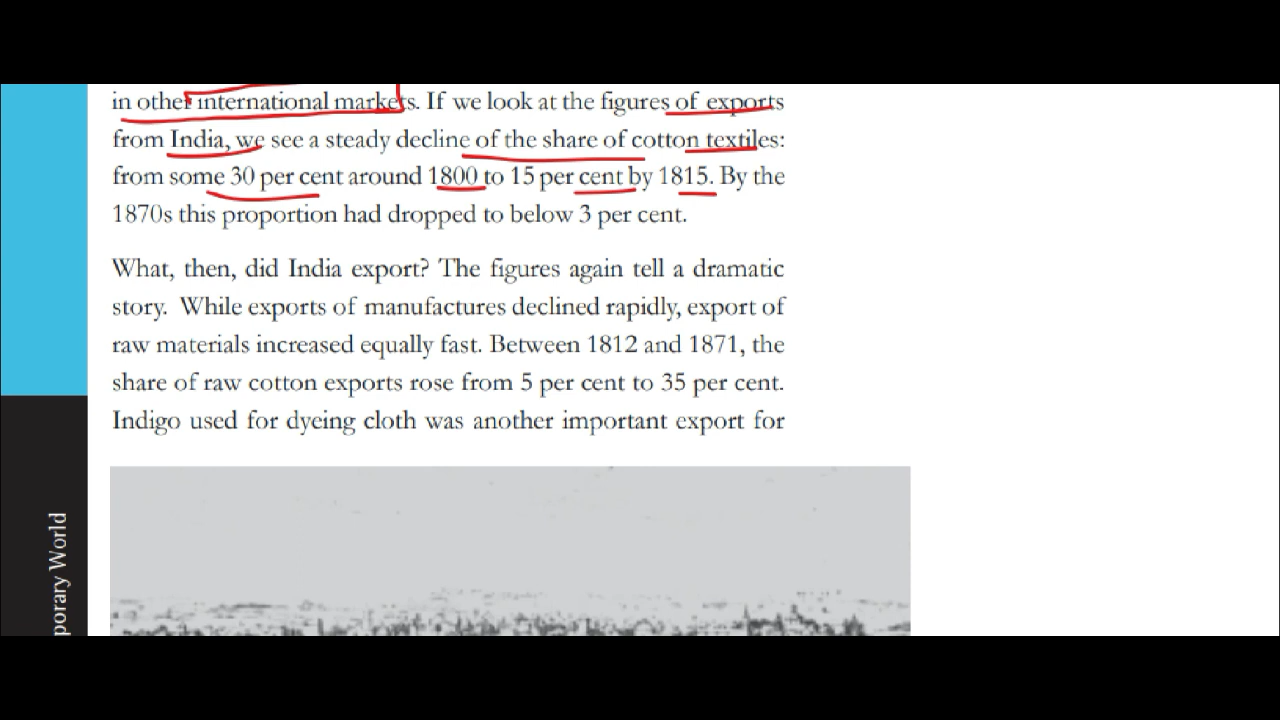 in other international markets. If we look at the figures of exports
from India, we see a steady decline of the share of cotton textiles:
from some 30 per cent around 1800 to 15 per cent by 1815. By the
1870s this proportion had dropped to below 3 per cent.
What, then, did India export? The figures again tell a dramatic
story. While exports of manufactures declined rapidly, export of
raw materials increased equally fast. Between 1812 and 1871, the
share of raw cotton exports rose from 5 per cent to 35 per cent.
Indigo used for dyeing cloth was another important export for
porary World